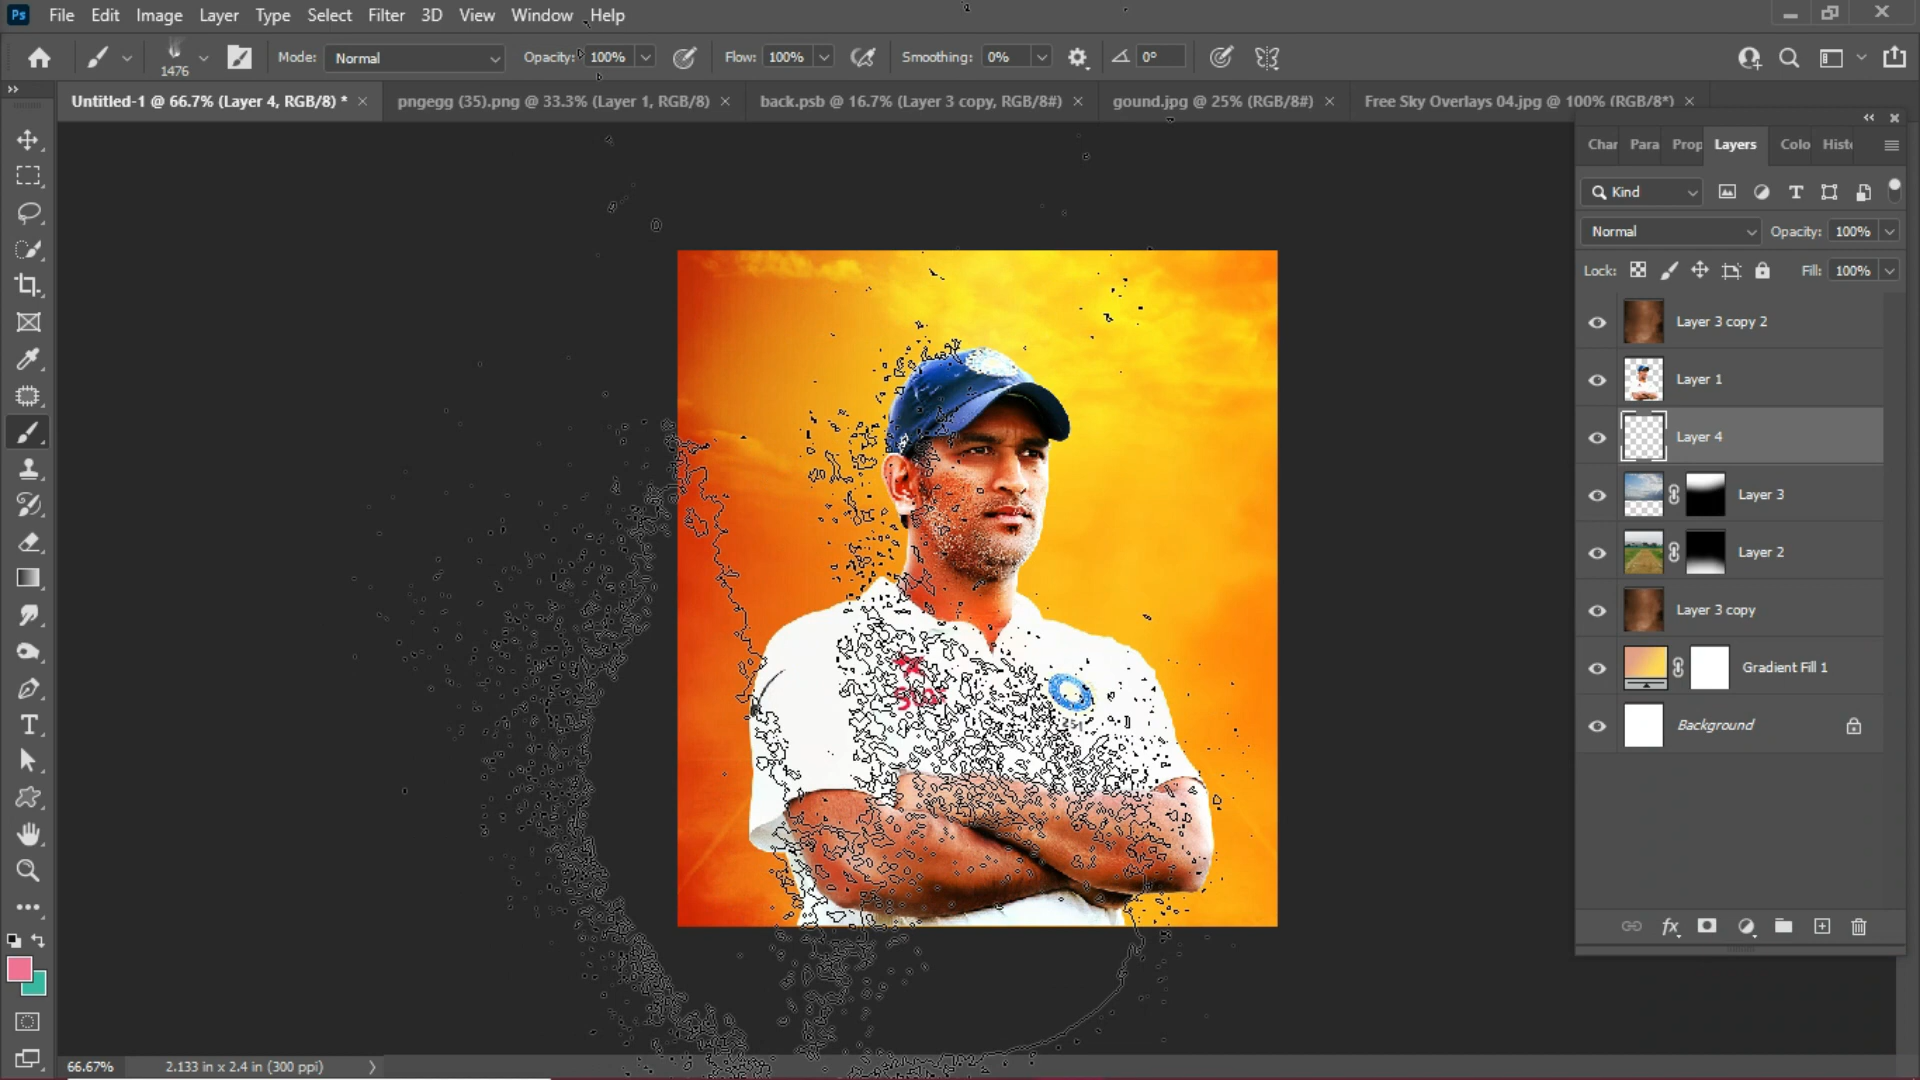 Ps File Edit Image Layer Type Select Filter 3D View Window Help
1476 Mode: Normal Opacity: 100% Flow: 100% Smoothing: 0% 0°
Untitled-1 @ 66.7% (Layer 4, RGB/8) * × pngegg (35).png @ 33.3% (Layer 1, RGB/8) × back.psb @ 16.7% (Layer 3 copy, RGB/8#) × gound.jpg @ 25% (RGB/8#) × Free Sky Overlays 04.jpg @ 100% (RGB/8*) ×
Char Para Prop Layers Colo Histo
Kind
Normal Opacity: 100%
Lock: Fill: 100%
Layer 3 copy 2
Layer 1
Layer 4
Layer 3
Layer 2
Layer 3 copy
Gradient Fill 1
Background
66.67% 2.133 in x 2.4 in (300 ppi)